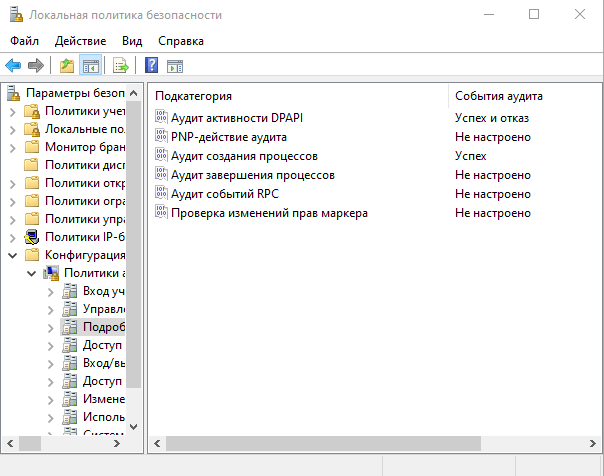 Локальная политика безопасности
Файл Действие Вид Справка
Параметры безоп
Политики учет
Локальные по
Монитор бран
Политики дисп
Политики откр
Политики огра
Политики упра
Политики IP-б
Конфигурация
Политики а
Вход уч
Управл
Подроб
Доступ
Вход/вы
Доступ
Измене
Исполь
Систем
Подкатегория События аудита
Аудит активности DPAPI Успех и отказ
PNP-действие аудита Не настроено
Аудит создания процессов Успех
Аудит завершения процессов Не настроено
Аудит событий RPC Не настроено
Проверка изменений прав маркера Не настроено